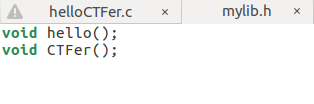 helloCTFer.c × mylib.h ×
void hello();
void CTFer();